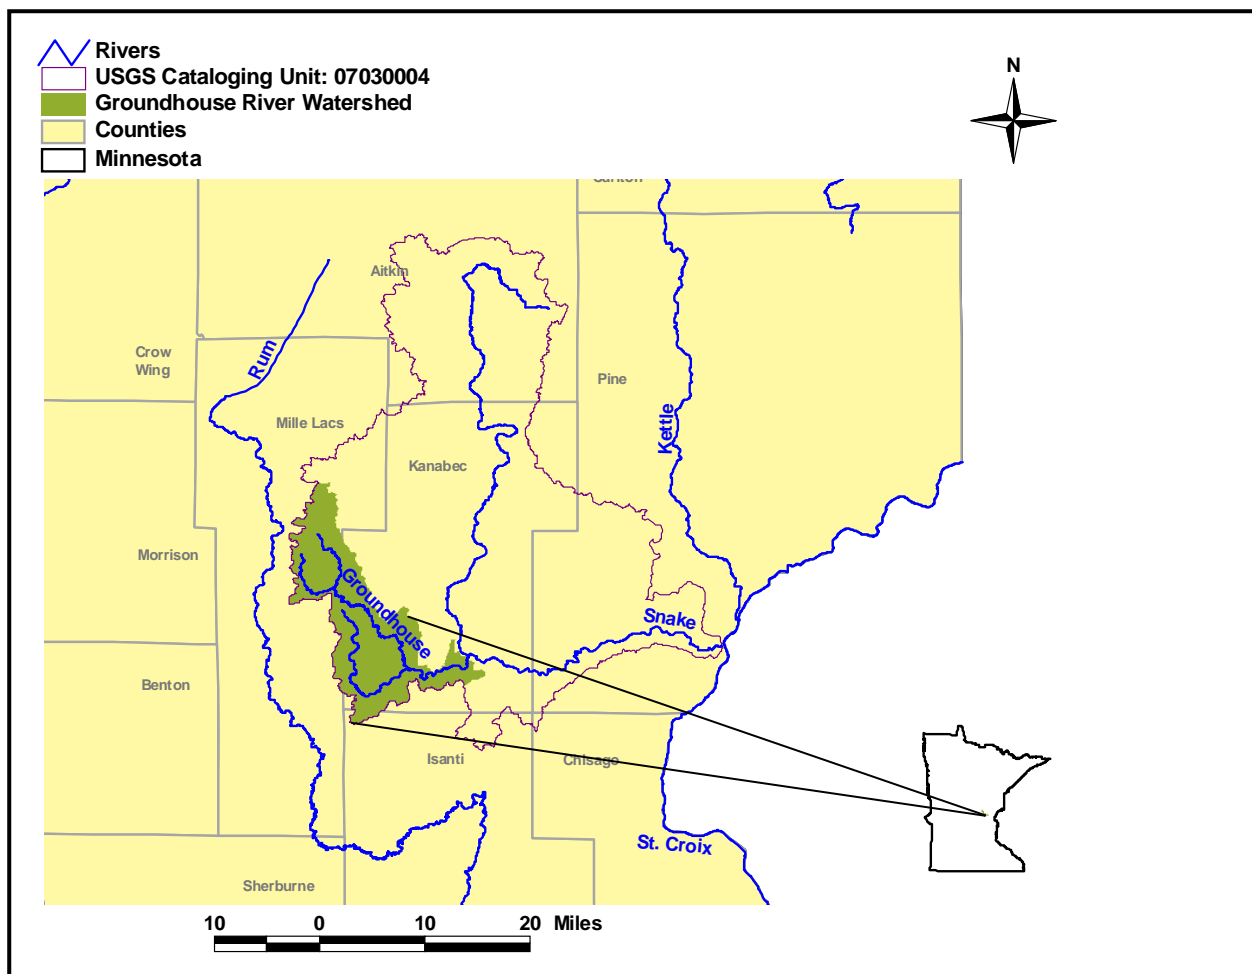 Rivers
USGS Cataloging Unit: 07030004
Groundhouse River Watershed
Counties
Minnesota
N
Aitkin
Rum
Crow
Wing
Pine
Mille Lacs
Kettle
Kanabec
Morrison
Groundhouse
Snake
Benton
Isanti
Chisago
St. Croix
Sherburne
10 0 10 20 Miles